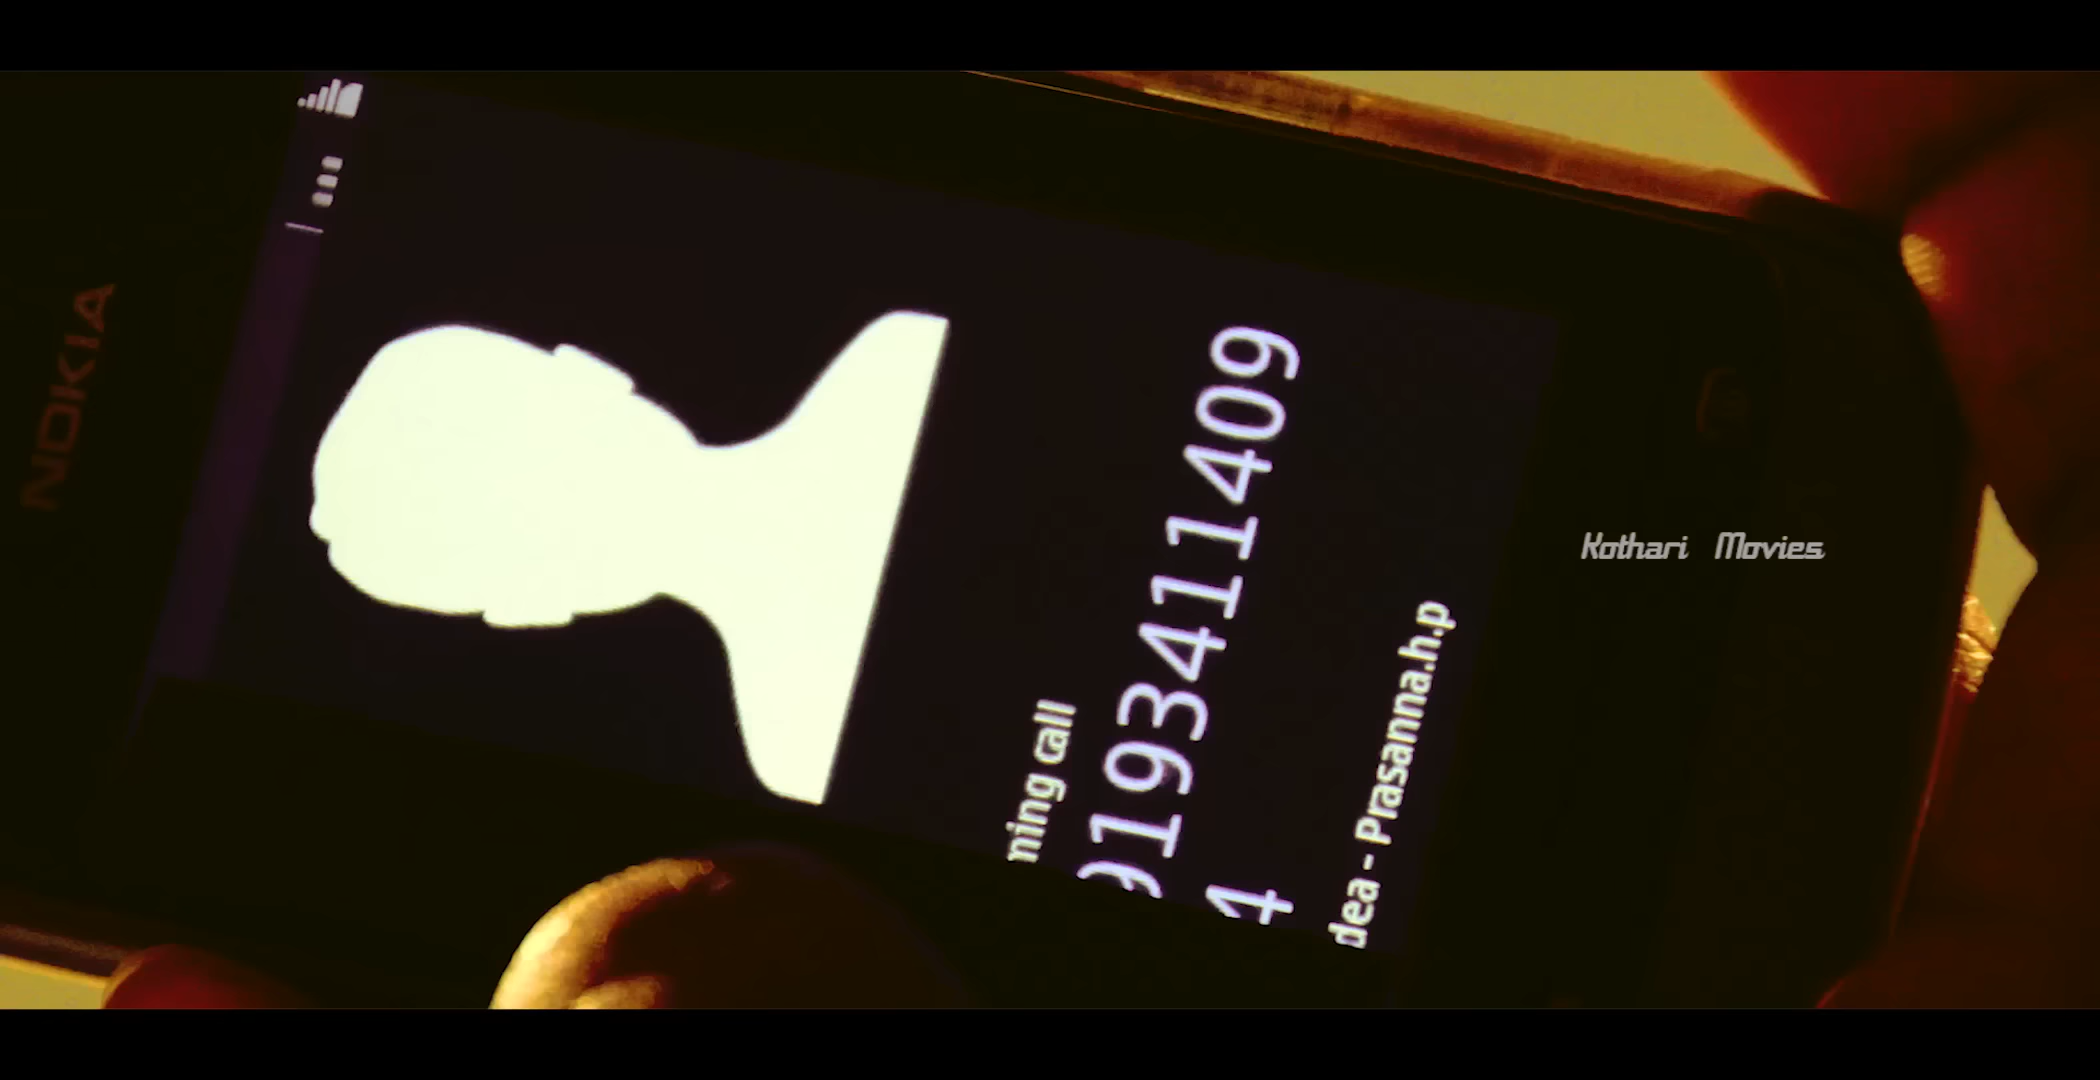 NOKIA
ning call
9193411409
4
dea - Prasanna.h.p
Kothari Movies